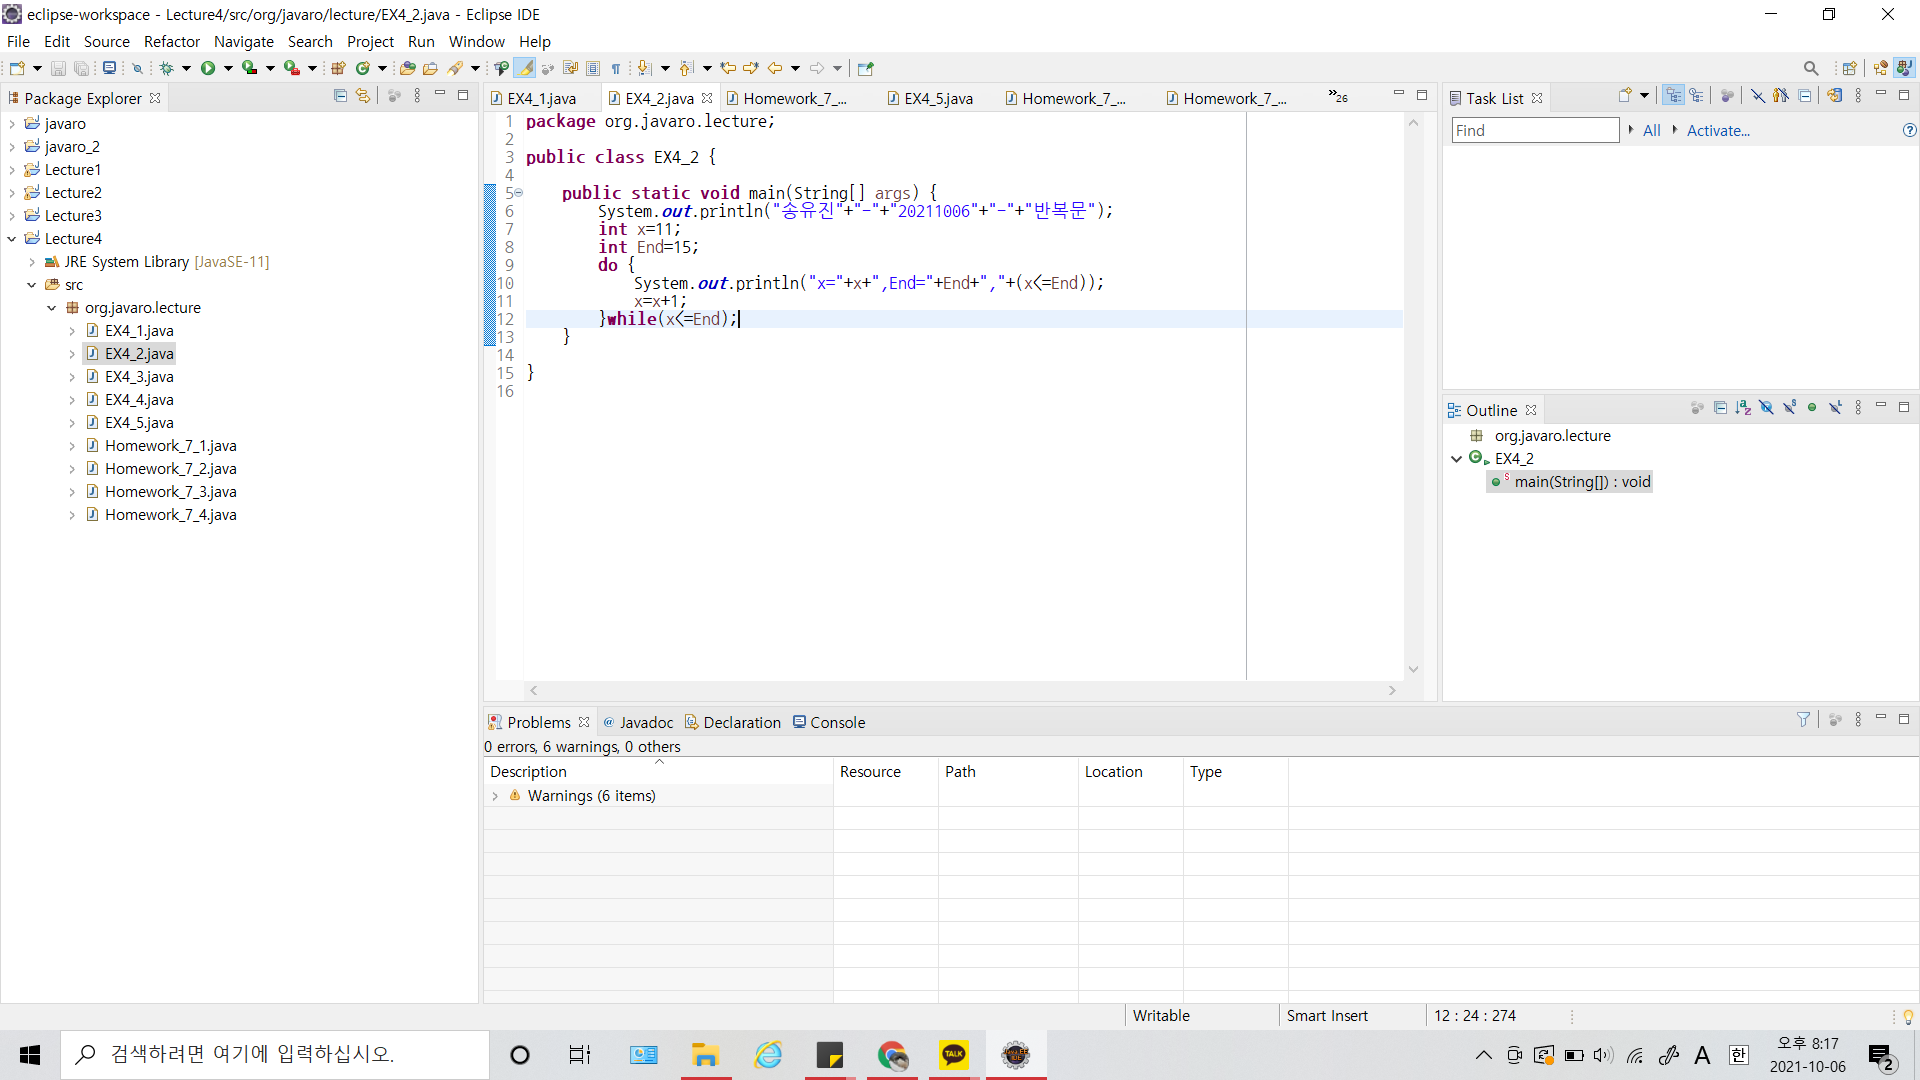 eclipse-workspace - Lecture4/src/org/javaro/lecture/EX4_2.java - Eclipse IDE
File Edit Source Refactor Navigate Search Project Run Window Help
Package Explorer
javaro
javaro_2
Lecture1
Lecture2
Lecture3
Lecture4
JRE System Library [JavaSE-11]
src
org.javaro.lecture
EX4_1.java
EX4_2.java
EX4_3.java
EX4_4.java
EX4_5.java
Homework_7_1.java
Homework_7_2.java
Homework_7_3.java
Homework_7_4.java
EX4_1.java EX4_2.java Homework_7_... EX4_5.java Homework_7_... Homework_7_... »26
1 package org.javaro.lecture;
2
3 public class EX4_2 {
4
5 public static void main(String[] args) {
6 System.out.println("송유진"+"-"+"20211006"+"-"+"반복문");
7 int x=11;
8 int End=15;
9 do {
10 System.out.println("x="+x+",End="+End+","+(x<=End));
11 x=x+1;
12 }while(x<=End);
13 }
14
15 }
16
Task List
Find All Activate...
Outline
org.javaro.lecture
EX4_2
main(String[]) : void
Problems Javadoc Declaration Console
0 errors, 6 warnings, 0 others
Description Resource Path Location Type
Warnings (6 items)
Writable Smart Insert 12 : 24 : 274
검색하려면 여기에 입력하십시오.
TALK
A 한
오후 8:17
2021-10-06
2